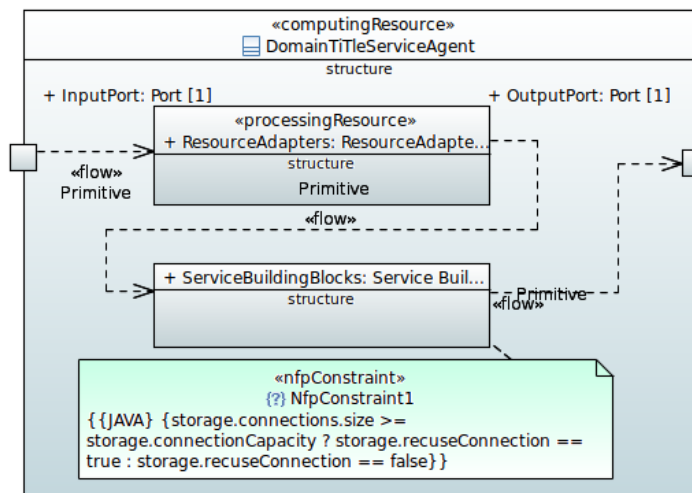 «computingResource»
DomainTiTleServiceAgent
structure
+ InputPort: Port [1]
+ OutputPort: Port [1]
«processingResource»
+ ResourceAdapters: ResourceAdapte...
structure
Primitive
«flow»
Primitive
«flow»
+ ServiceBuildingBlocks: Service Buil...
structure
Primitive
«flow»
«nfpConstraint»
{?} NfpConstraint1
{{JAVA} {storage.connections.size >=
storage.connectionCapacity ? storage.recuseConnection ==
true : storage.recuseConnection == false}}